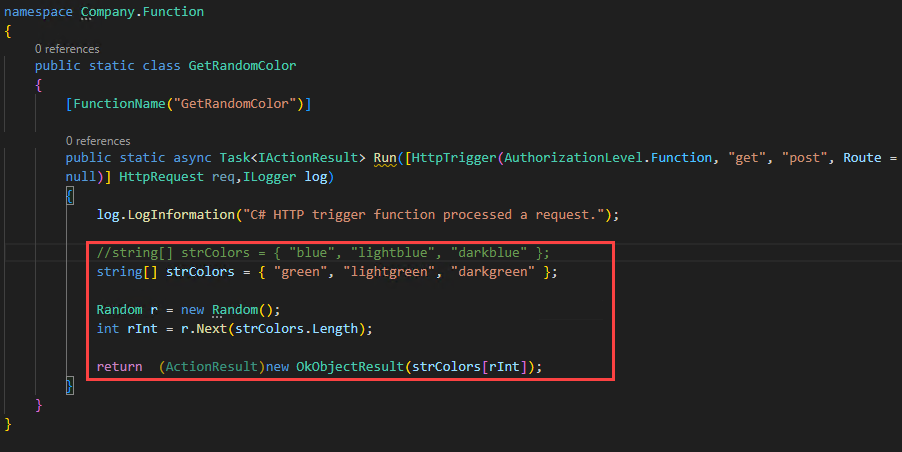 namespace Company.Function
{
0 references
public static class GetRandomColor
{
[FunctionName("GetRandomColor")]
0 references
public static async Task<IActionResult> Run([HttpTrigger(AuthorizationLevel.Function, "get", "post", Route =
null)] HttpRequest req,ILogger log)
{
log.LogInformation("C# HTTP trigger function processed a request.");
//string[] strColors = { "blue", "lightblue", "darkblue" };
string[] strColors = { "green", "lightgreen", "darkgreen" };
Random r = new Random();
int rInt = r.Next(strColors.Length);
return  (ActionResult)new OkObjectResult(strColors[rInt]);
}
}
}